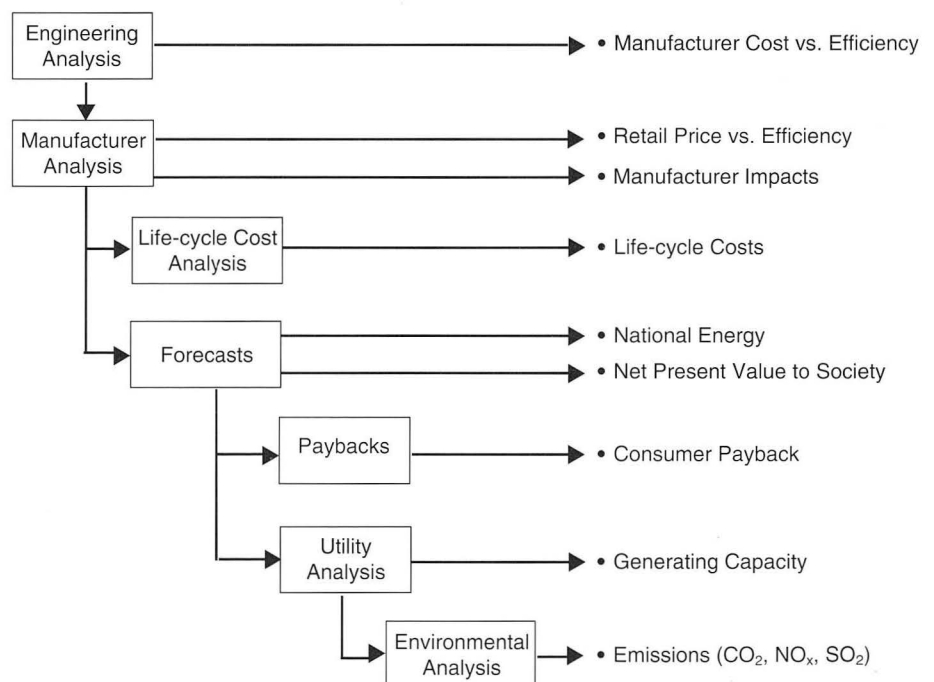 Engineering
Analysis
• Manufacturer Cost vs. Efficiency
Manufacturer
Analysis
• Retail Price vs. Efficiency
• Manufacturer Impacts
Life-cycle Cost
Analysis
• Life-cycle Costs
Forecasts
• National Energy
• Net Present Value to Society
Paybacks
• Consumer Payback
Utility
Analysis
• Generating Capacity
Environmental
Analysis
• Emissions (CO₂, NOₓ, SO₂)